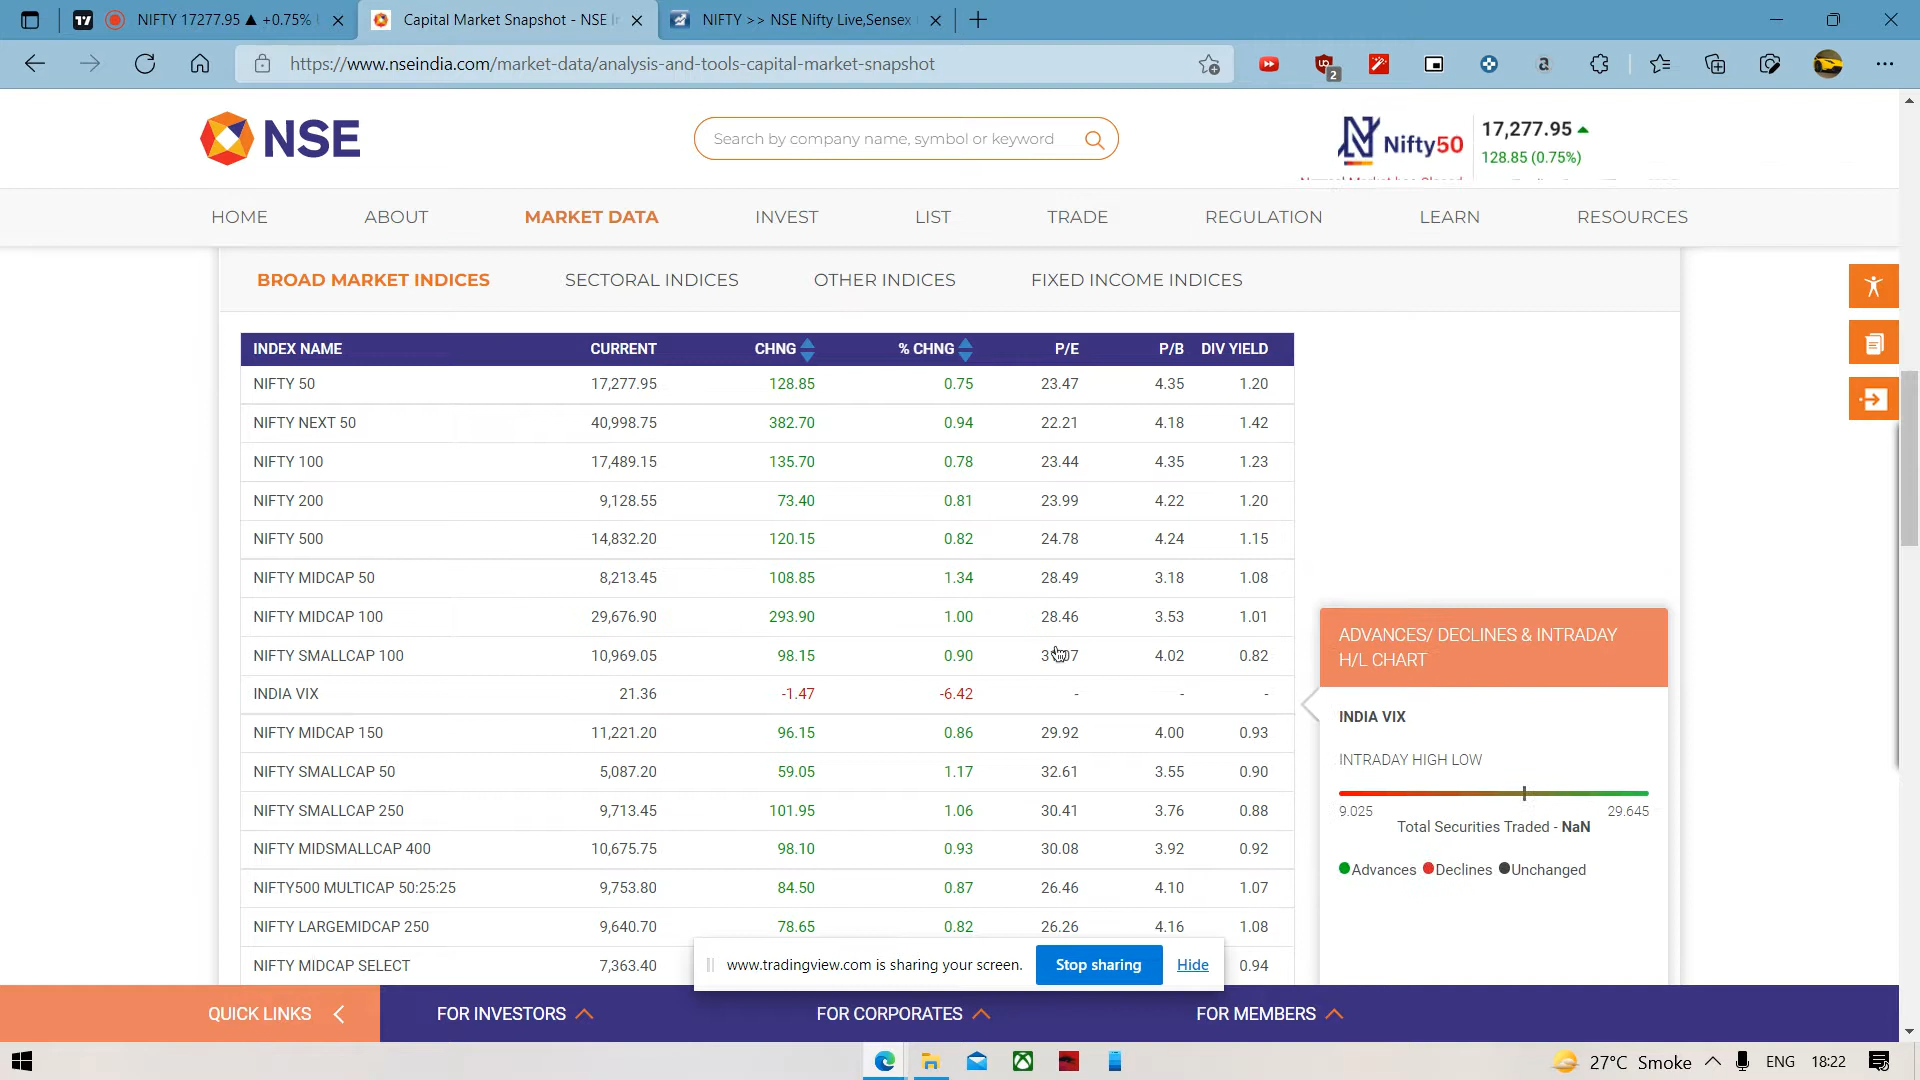 NIFTY 17277.95 ▲ +0.75%
Capital Market Snapshot - NSE In
NIFTY >> NSE Nifty Live,Sensex
https://www.nseindia.com/market-data/analysis-and-tools-capital-market-snapshot
2
NSE
Search by company name, symbol or keyword
Nifty50
17,277.95
128.85 (0.75%)
HOME ABOUT MARKET DATA INVEST LIST TRADE REGULATION LEARN RESOURCES
BROAD MARKET INDICES SECTORAL INDICES OTHER INDICES FIXED INCOME INDICES
INDEX NAME CURRENT CHNG % CHNG P/E P/B DIV YIELD
NIFTY 50 17,277.95 128.85 0.75 23.47 4.35 1.20
NIFTY NEXT 50 40,998.75 382.70 0.94 22.21 4.18 1.42
NIFTY 100 17,489.15 135.70 0.78 23.44 4.35 1.23
NIFTY 200 9,128.55 73.40 0.81 23.99 4.22 1.20
NIFTY 500 14,832.20 120.15 0.82 24.78 4.24 1.15
NIFTY MIDCAP 50 8,213.45 108.85 1.34 28.49 3.18 1.08
NIFTY MIDCAP 100 29,676.90 293.90 1.00 28.46 3.53 1.01
NIFTY SMALLCAP 100 10,969.05 98.15 0.90 4.02 0.82
INDIA VIX 21.36 -1.47 -6.42 - - -
NIFTY MIDCAP 150 11,221.20 96.15 0.86 29.92 4.00 0.93
NIFTY SMALLCAP 50 5,087.20 59.05 1.17 32.61 3.55 0.90
NIFTY SMALLCAP 250 9,713.45 101.95 1.06 30.41 3.76 0.88
NIFTY MIDSMALLCAP 400 10,675.75 98.10 0.93 30.08 3.92 0.92
NIFTY500 MULTICAP 50:25:25 9,753.80 84.50 0.87 26.46 4.10 1.07
NIFTY LARGEMIDCAP 250 9,640.70 78.65 0.82 26.26 4.16 1.08
NIFTY MIDCAP SELECT 7,363.40 0.94
ADVANCES/ DECLINES & INTRADAY
H/L CHART
INDIA VIX
INTRADAY HIGH LOW
9.025 29.645
Total Securities Traded - NaN
Advances Declines Unchanged
www.tradingview.com is sharing your screen. Stop sharing Hide
QUICK LINKS FOR INVESTORS FOR CORPORATES FOR MEMBERS
27°C Smoke ENG 18:22